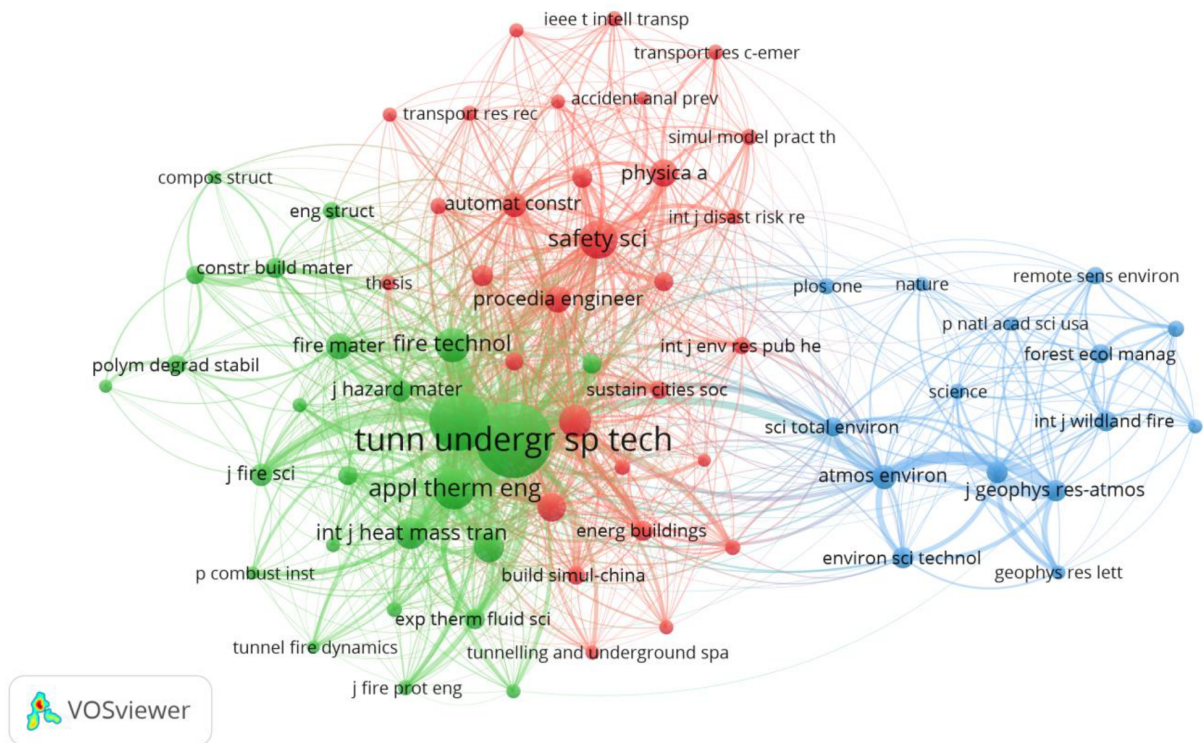 ieee t intell transp
transport res c-emer
accident anal prev
transport res rec
simul model pract th
physica a
compos struct
automat constr
eng struct
int j disast risk re
safety sci
constr build mater
remote sens environ
thesis
plos one
nature
procedia engineer
p natl acad sci usa
fire mater
fire technol
int j env res pub he
forest ecol manag
polym degrad stabil
j hazard mater
sustain cities soc
science
int j wildland fire
sci total environ
tunn undergr sp tech
j fire sci
atmos environ
appl therm eng
j geophys res-atmos
int j heat mass tran
energ buildings
environ sci technol
p combust inst
build simul-china
geophys res lett
exp therm fluid sci
tunnel fire dynamics
tunnelling and underground spa
j fire prot eng
VOSviewer